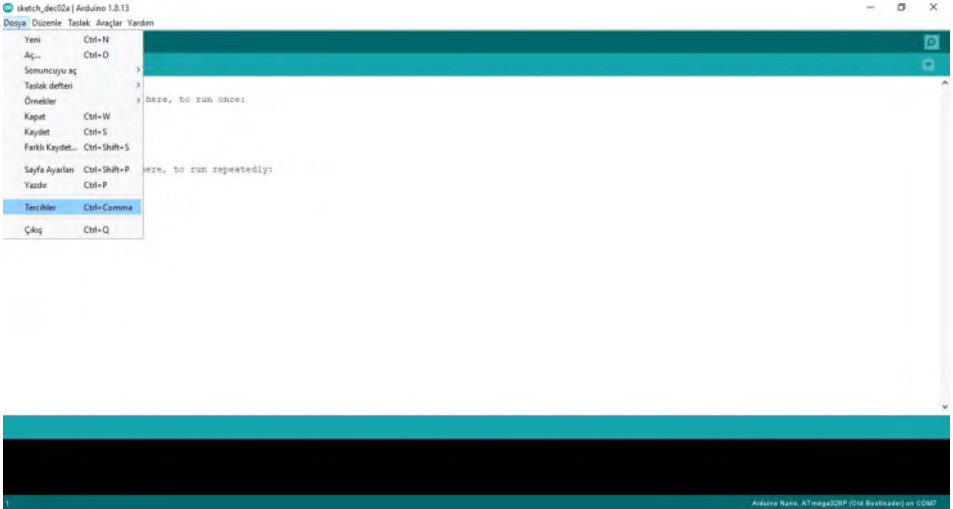 sketch_dec02a | Arduino 1.8.13
Dosya Düzenle Taslak Araçlar Yardım
Yeni Ctrl+N
Aç... Ctrl+O
Sonuncuyu aç
Taslak defteri
Örnekler
here, to run once:
Kapat Ctrl+W
Kaydet Ctrl+S
Farklı Kaydet... Ctrl+Shift+S
Sayfa Ayarları Ctrl+Shift+P
here, to run repeatedly:
Yazdır Ctrl+P
Tercihler Ctrl+Comma
Çıkış Ctrl+Q
1
Arduino Nano, ATmega328P (Old Bootloader) on COM7